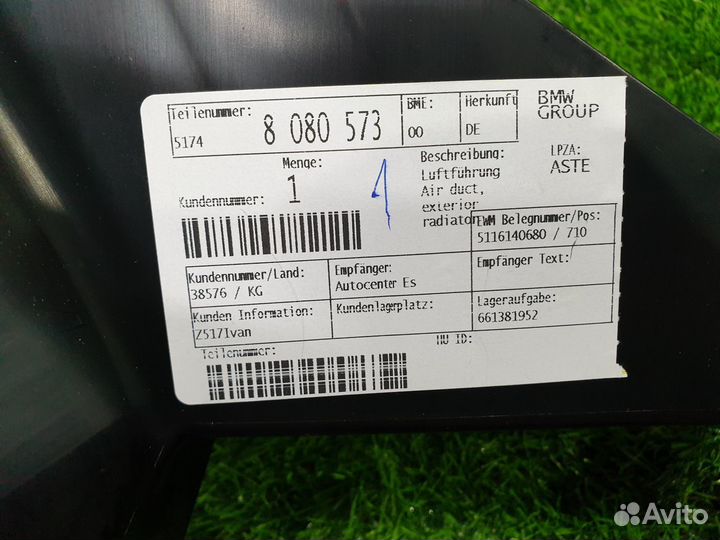 Teilenummer:
5174
8 080 573
BME:
00
Herkunft
DE
BMW
GROUP
Menge:
1
Kundennummer:
1
Beschreibung:
Luftführung
Air duct,
exterior
radiator
LPZA:
ASTE
EWM Belegnummer/Pos:
5116140680 / 710
Kundennummer/Land:
38576 / KG
Empfänger:
Autocenter Es
Empfänger Text:
Kunden Information:
Z517Ivan
Kundenlagerplatz:
Lageraufgabe:
661381952
Teilenummer:
HU ID:
Avito